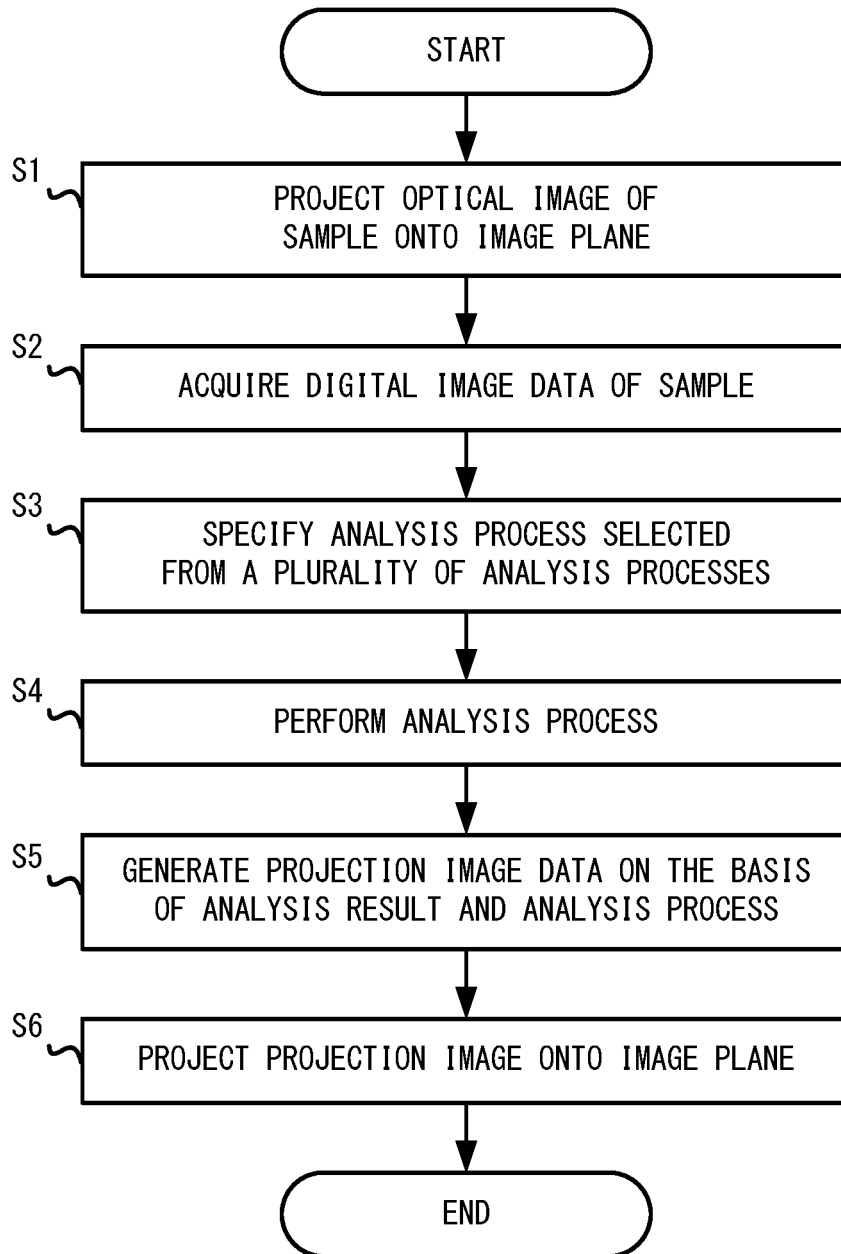 START
S1
PROJECT OPTICAL IMAGE OF
SAMPLE ONTO IMAGE PLANE
S2
ACQUIRE DIGITAL IMAGE DATA OF SAMPLE
S3
SPECIFY ANALYSIS PROCESS SELECTED
FROM A PLURALITY OF ANALYSIS PROCESSES
S4
PERFORM ANALYSIS PROCESS
S5
GENERATE PROJECTION IMAGE DATA ON THE BASIS
OF ANALYSIS RESULT AND ANALYSIS PROCESS
S6
PROJECT PROJECTION IMAGE ONTO IMAGE PLANE
END